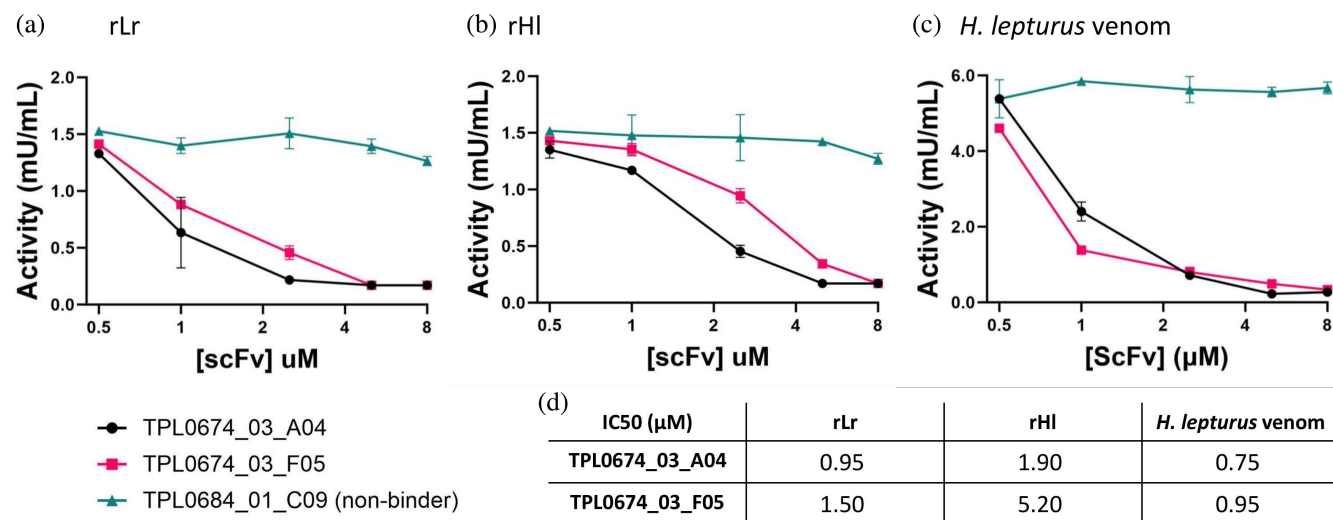 (a) rLr
2.0
1.5
1.0
0.5
0.0
Activity (mU/mL)
0.5 1 2 4 8
[scFv] uM
(b) rHl
2.0
1.5
1.0
0.5
0.0
Activity (mU/mL)
0.5 1 2 4 8
[scFv] uM
(c) H. lepturus venom
6.0
4.0
2.0
0.0
Activity (mU/mL)
0.5 1 2 4 8
[ScFv] (μM)
TPL0674_03_A04
TPL0674_03_F05
TPL0684_01_C09 (non-binder)
(d)
IC50 (μM) rLr rHl H. lepturus venom
TPL0674_03_A04 0.95 1.90 0.75
TPL0674_03_F05 1.50 5.20 0.95